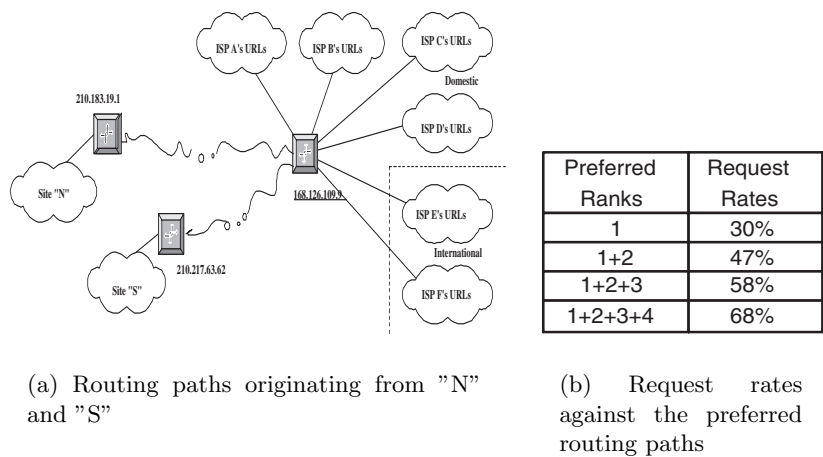 ISP A's URLs
ISP B's URLs
ISP C's URLs
Domestic
210.183.19.1
ISP D's URLs
Site "N"
168.126.109.9
ISP E's URLs
International
210.217.63.62
Site "S"
ISP F's URLs
Preferred Ranks
Request Rates
1
30%
1+2
47%
1+2+3
58%
1+2+3+4
68%
(a) Routing paths originating from "N"
and "S"
(b) Request rates
against the preferred
routing paths